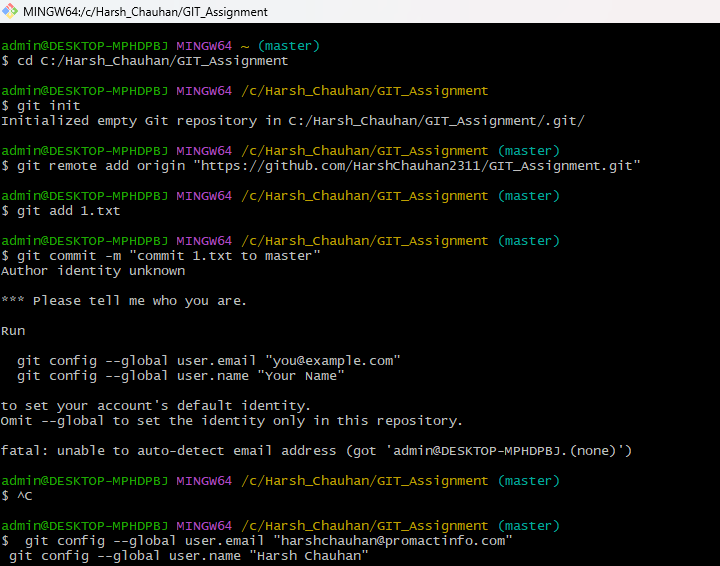 MINGW64:/c/Harsh_Chauhan/GIT_Assignment
admin@DESKTOP-MPHDPBJ MINGW64 ~ (master)
$ cd C:/Harsh_Chauhan/GIT_Assignment
admin@DESKTOP-MPHDPBJ MINGW64 /c/Harsh_Chauhan/GIT_Assignment
$ git init
Initialized empty Git repository in C:/Harsh_Chauhan/GIT_Assignment/.git/
admin@DESKTOP-MPHDPBJ MINGW64 /c/Harsh_Chauhan/GIT_Assignment (master)
$ git remote add origin "https://github.com/HarshChauhan2311/GIT_Assignment.git"
admin@DESKTOP-MPHDPBJ MINGW64 /c/Harsh_Chauhan/GIT_Assignment (master)
$ git add 1.txt
admin@DESKTOP-MPHDPBJ MINGW64 /c/Harsh_Chauhan/GIT_Assignment (master)
$ git commit -m "commit 1.txt to master"
Author identity unknown
*** Please tell me who you are.
Run
git config --global user.email "you@example.com"
git config --global user.name "Your Name"
to set your account's default identity.
Omit --global to set the identity only in this repository.
fatal: unable to auto-detect email address (got 'admin@DESKTOP-MPHDPBJ.(none)')
admin@DESKTOP-MPHDPBJ MINGW64 /c/Harsh_Chauhan/GIT_Assignment (master)
$ ^C
admin@DESKTOP-MPHDPBJ MINGW64 /c/Harsh_Chauhan/GIT_Assignment (master)
$  git config --global user.email "harshchauhan@promactinfo.com"
git config --global user.name "Harsh Chauhan"